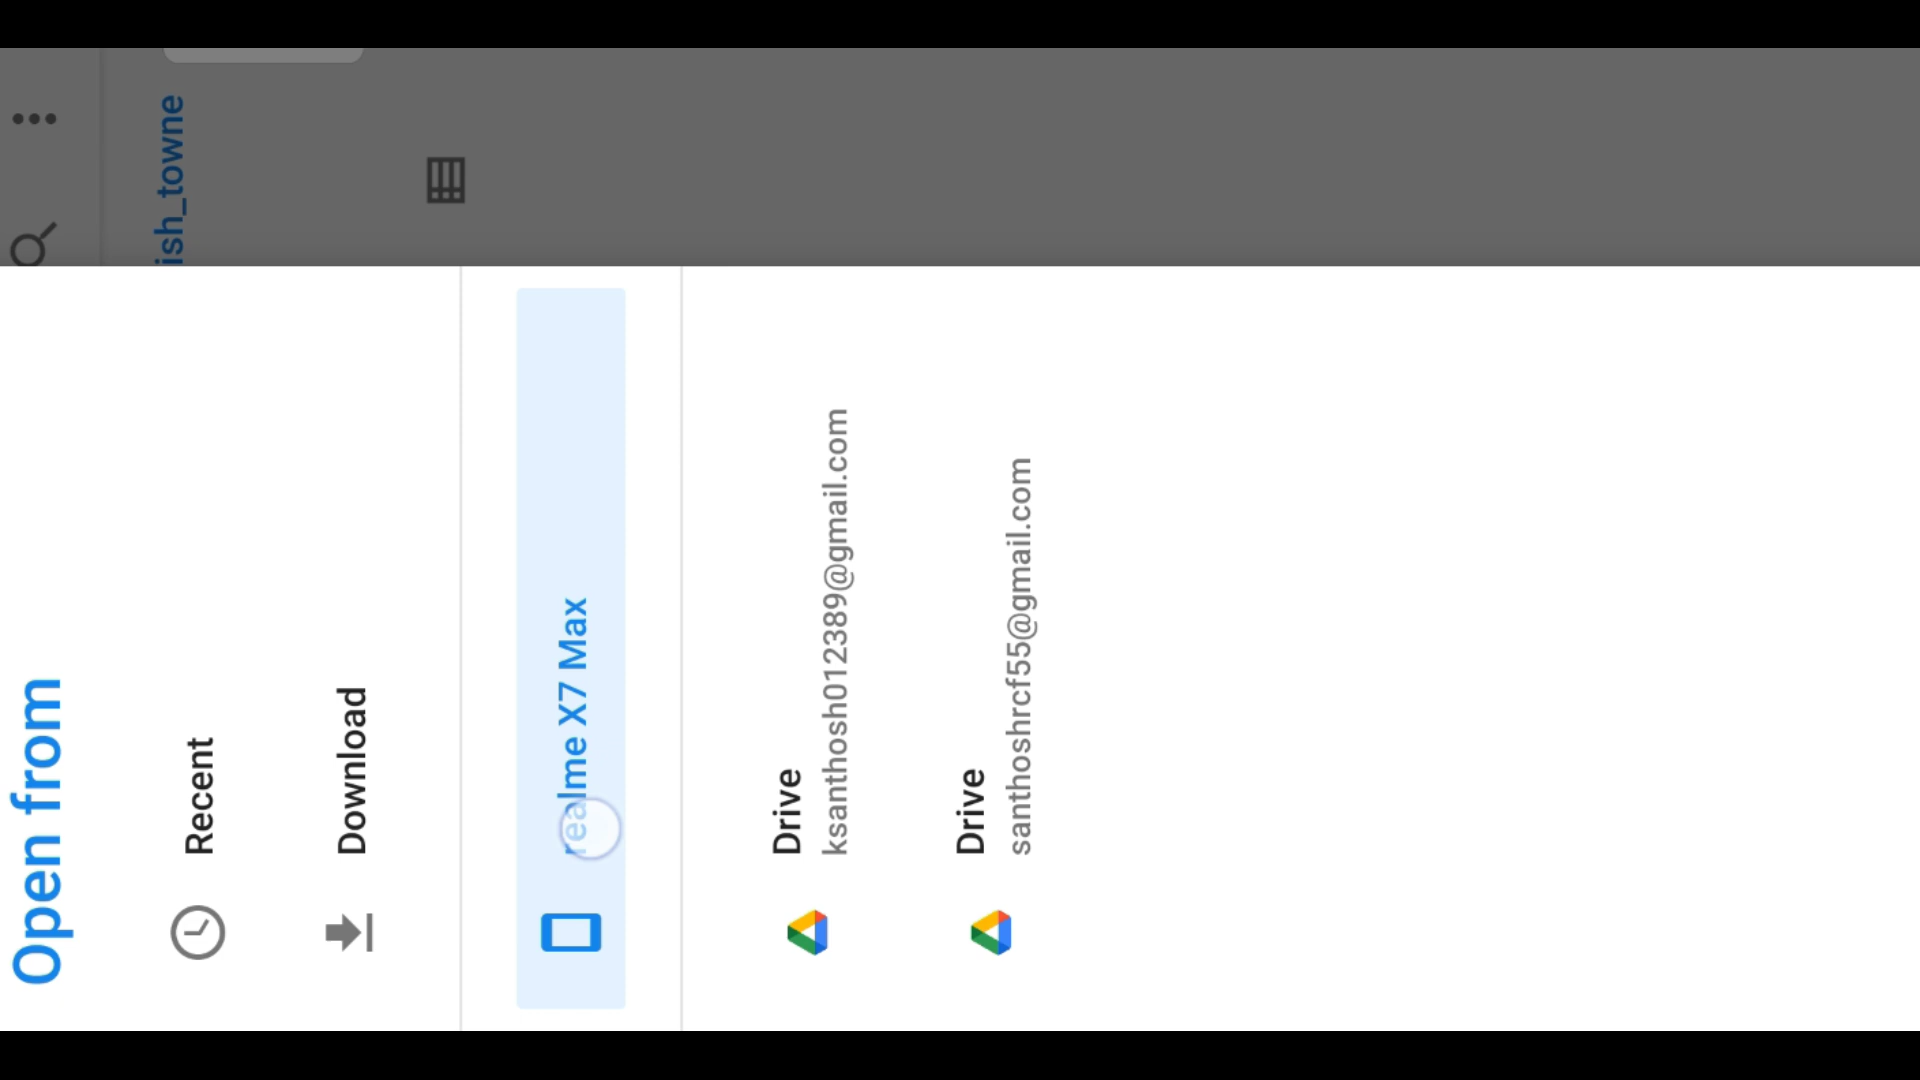 Open from
Recent
Download
realme X7 Max
Drive
ksanthosh012389@gmail.com
Drive
santhoshrcf55@gmail.com
ish_towne